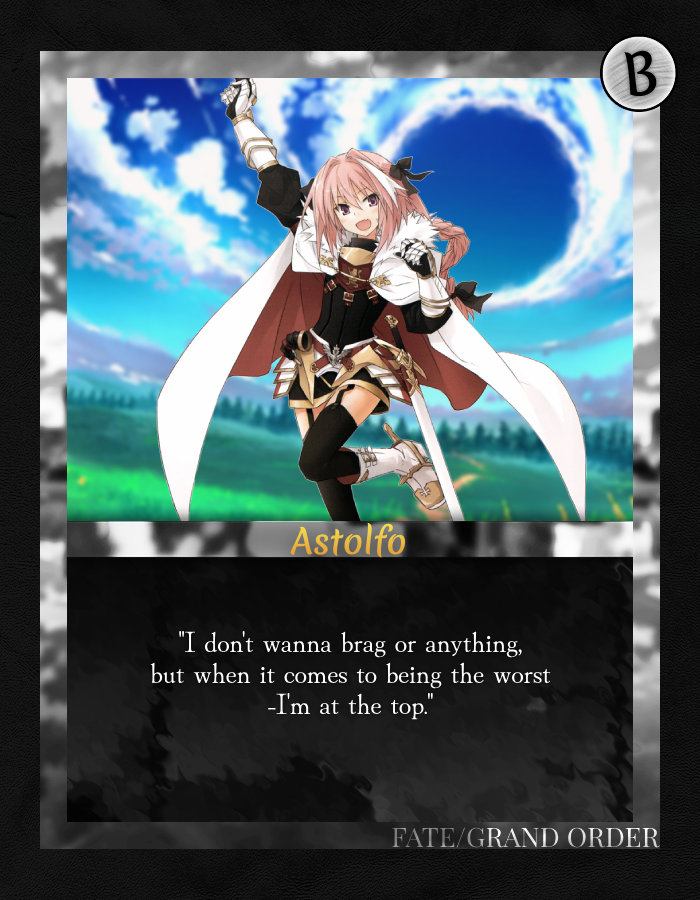 B
Astolfo
"I don't wanna brag or anything,
but when it comes to being the worst
-I'm at the top."
FATE/GRAND ORDER